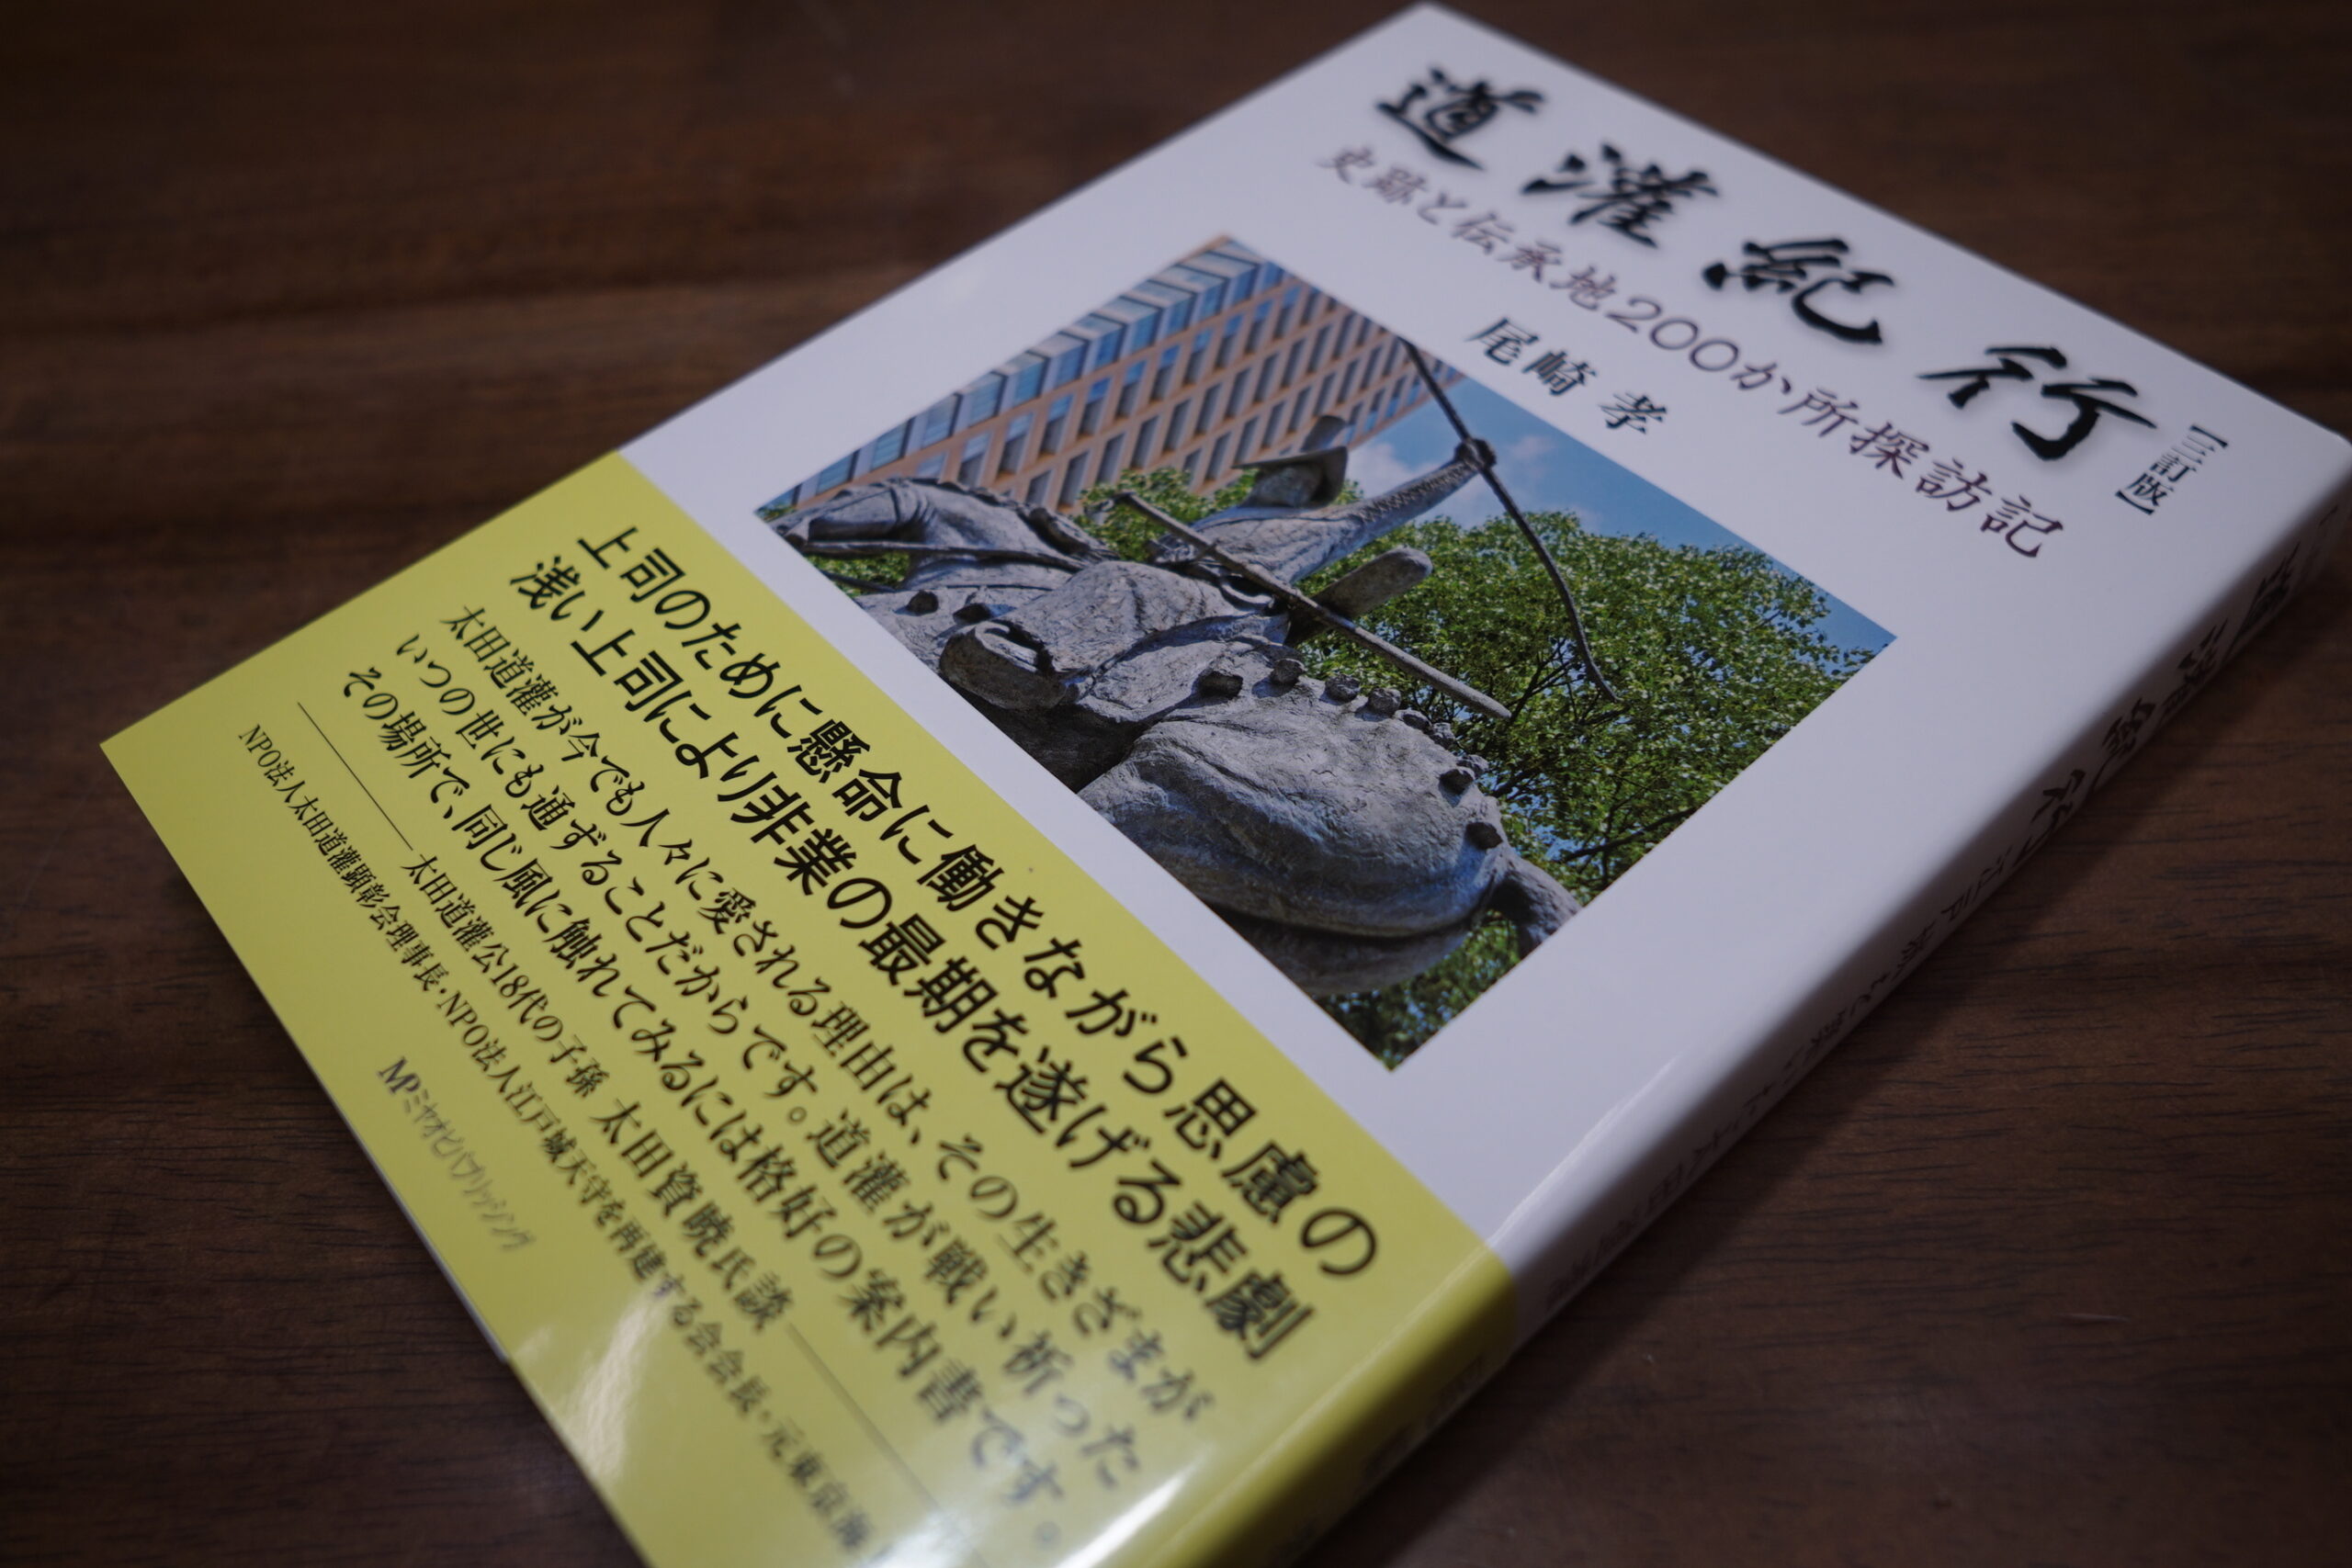 道灌紀行
【三訂版】
史跡と伝承地200か所探訪記
尾崎 孝
上司のために懸命に働きながら思慮の
浅い上司により非業の最期を遂げる悲劇
太田道灌が今でも人々に愛される理由は、その生きざまが
いつの世にも通ずることだからです。道灌が戦い祈った
その場所で、同じ風に触れてみるには格好の案内書です。
太田道灌公18代の子孫 太田資暁氏談
NPO法人太田道灌顕彰会理事長・NPO法人江戸城天守を再建する会会長・元東京海
MPミヤオビパブリッシング
道灌紀行